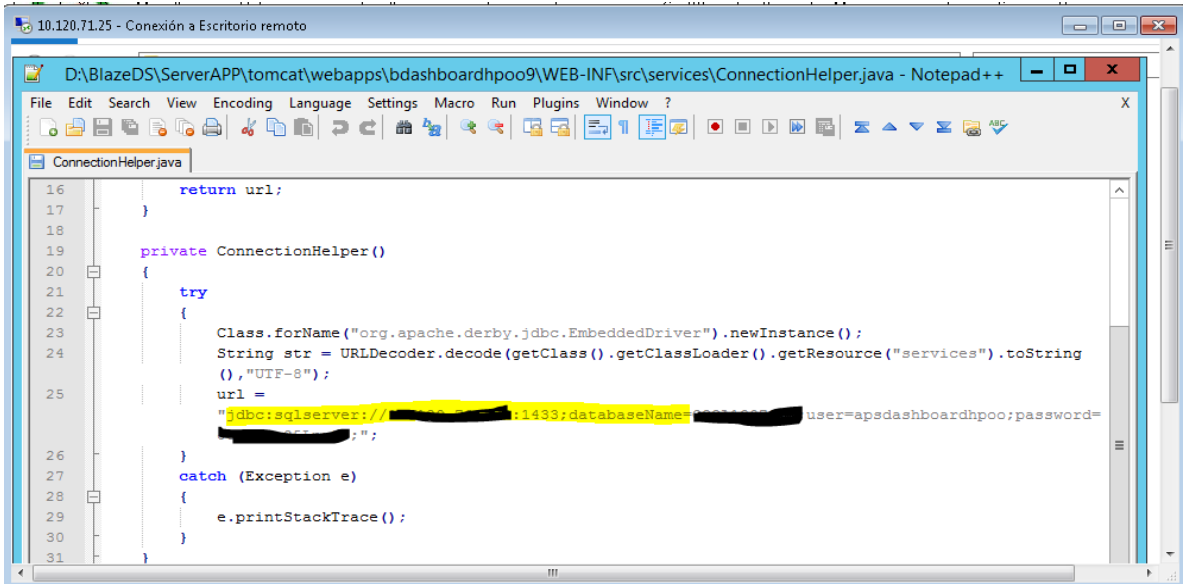 10.120.71.25 - Conexión a Escritorio remoto
D:\BlazeDS\ServerAPP\tomcat\webapps\bdashboardhpoo9\WEB-INF\src\services\ConnectionHelper.java - Notepad++
File Edit Search View Encoding Language Settings Macro Run Plugins Window ? X
ConnectionHelper.java
16 return url;
17 }
18
19 private ConnectionHelper()
20 {
21 try
22 {
23 Class.forName("org.apache.derby.jdbc.EmbeddedDriver").newInstance();
24 String str = URLDecoder.decode(getClass().getClassLoader().getResource("services").toString
(),"UTF-8");
25 url =
"jdbc:sqlserver:// :1433;databaseName= user=apsdashboardhpoo;password=
;";
26 }
27 catch (Exception e)
28 {
29 e.printStackTrace();
30 }
31 }